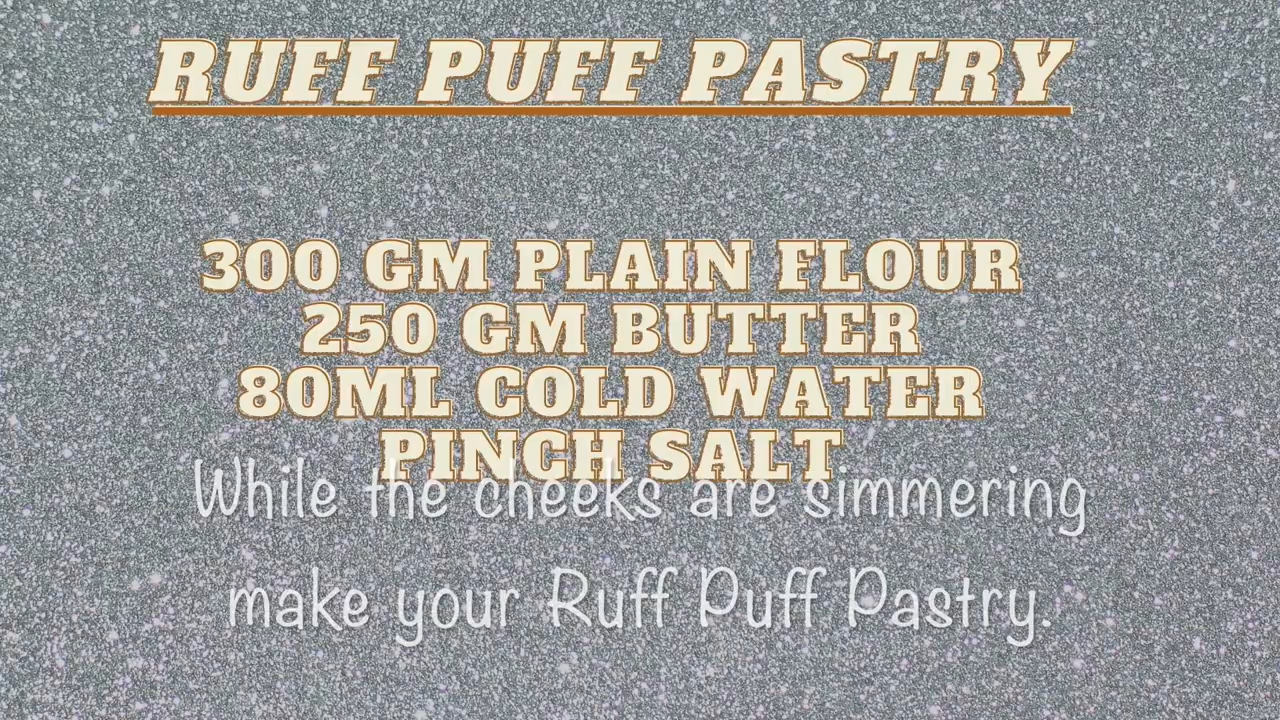 RUFF PUFF PASTRY
300 GM PLAIN FLOUR
250 GM BUTTER
80ML COLD WATER
PINCH SALT
While the cheeks are simmering
make your Ruff Puff Pastry.